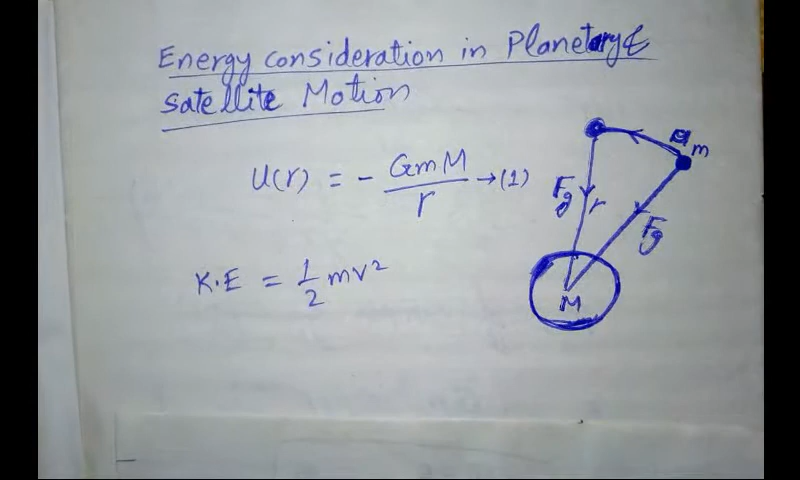 Energy consideration in Planetary &
Satellite Motion
U(r) = - GmM/r → (1)
K.E = 1/2 mv²
m
Fg
r
Fg
M